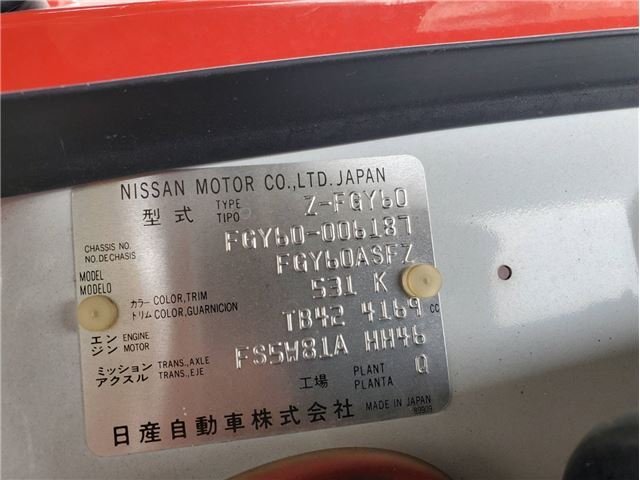 NISSAN MOTOR CO.,LTD. JAPAN
型式 TYPE TIPO Z-FGY60
CHASSIS NO. NO.DECHASIS FGY60-006187
MODEL MODELO FGY60ASFZ
カラー COLOR,TRIM トリム COLOR,GUARNICION 531 K
エンジン ENGINE MOTOR TB42 4169 CC
ミッション TRANS.,AXLE アクスル TRANS.,EJE FS5W81A HH46
工場 PLANT PLANTA Q
日産自動車株式会社 MADE IN JAPAN
89909